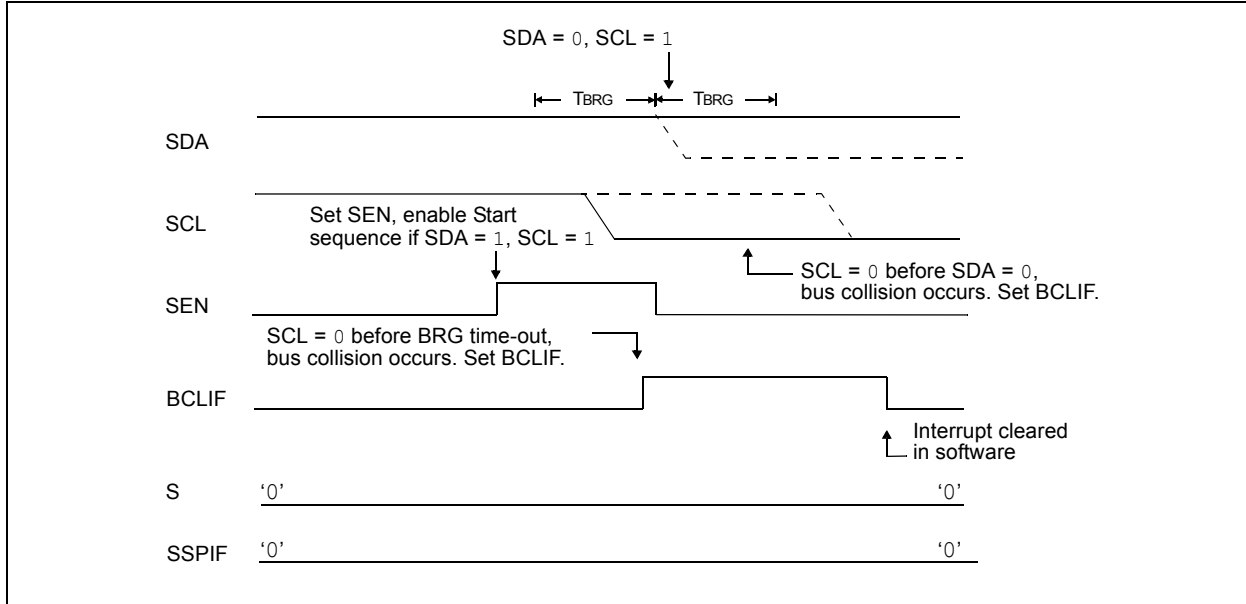 SDA = 0, SCL = 1
TBRG
TBRG
SDA
SCL
Set SEN, enable Start
sequence if SDA = 1, SCL = 1
SCL = 0 before SDA = 0,
bus collision occurs. Set BCLIF.
SEN
SCL = 0 before BRG time-out,
bus collision occurs. Set BCLIF.
BCLIF
Interrupt cleared
in software
S
‘0’
‘0’
SSPIF
‘0’
‘0’